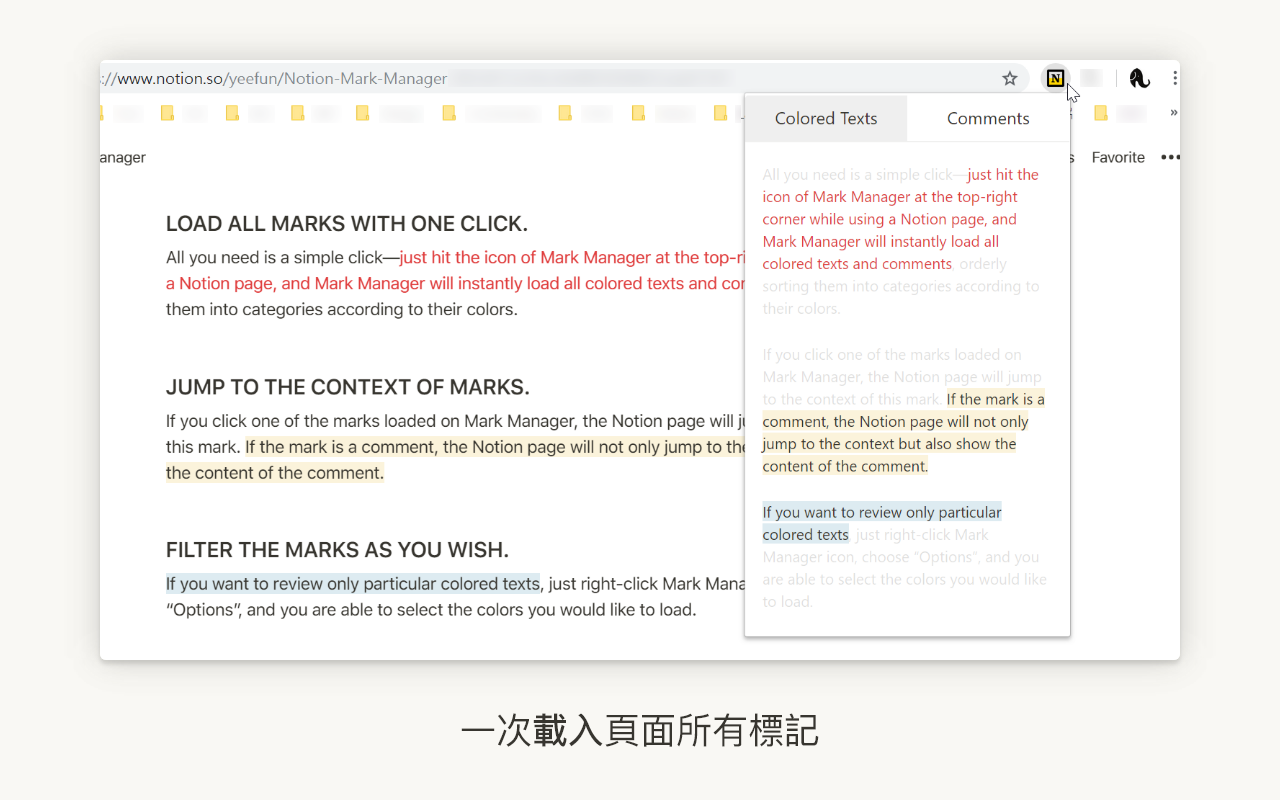 ://www.notion.so/yeefun/Notion-Mark-Manager
N
»
anager
s
Favorite
LOAD ALL MARKS WITH ONE CLICK.
All you need is a simple click—just hit the icon of Mark Manager at the top-ri
a Notion page, and Mark Manager will instantly load all colored texts and cor
them into categories according to their colors.
JUMP TO THE CONTEXT OF MARKS.
If you click one of the marks loaded on Mark Manager, the Notion page will ju
this mark. If the mark is a comment, the Notion page will not only jump to the
the content of the comment.
FILTER THE MARKS AS YOU WISH.
If you want to review only particular colored texts, just right-click Mark Mana
“Options”, and you are able to select the colors you would like to load.
Colored Texts
Comments
All you need is a simple click—just hit the
icon of Mark Manager at the top-right
corner while using a Notion page, and
Mark Manager will instantly load all
colored texts and comments, orderly
sorting them into categories according to
their colors.
If you click one of the marks loaded on
Mark Manager, the Notion page will jump
to the context of this mark. If the mark is a
comment, the Notion page will not only
jump to the context but also show the
content of the comment.
If you want to review only particular
colored texts, just right-click Mark
Manager icon, choose “Options”, and you
are able to select the colors you would like
to load.
一次載入頁面所有標記